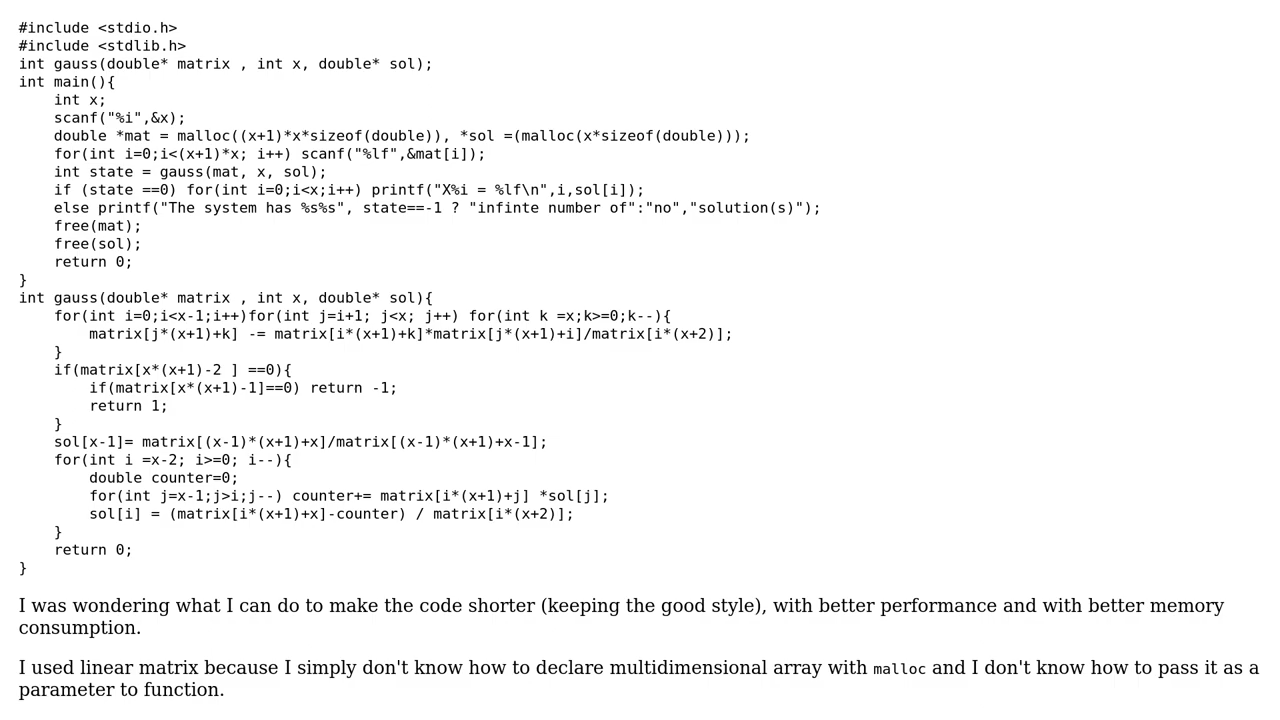 #include <stdio.h>
#include <stdlib.h>
int gauss(double* matrix , int x, double* sol);
int main(){
    int x;
    scanf("%i",&x);
    double *mat = malloc((x+1)*x*sizeof(double)), *sol =(malloc(x*sizeof(double)));
    for(int i=0;i<(x+1)*x; i++) scanf("%lf",&mat[i]);
    int state = gauss(mat, x, sol);
    if (state ==0) for(int i=0;i<x;i++) printf("X%i = %lf\n",i,sol[i]);
    else printf("The system has %s%s", state==-1 ? "infinte number of":"no","solution(s)");
    free(mat);
    free(sol);
    return 0;
}
int gauss(double* matrix , int x, double* sol){
    for(int i=0;i<x-1;i++)for(int j=i+1; j<x; j++) for(int k =x;k>=0;k--){
        matrix[j*(x+1)+k] -= matrix[i*(x+1)+k]*matrix[j*(x+1)+i]/matrix[i*(x+2)];
    }
    if(matrix[x*(x+1)-2 ] ==0){
        if(matrix[x*(x+1)-1]==0) return -1;
        return 1;
    }
    sol[x-1]= matrix[(x-1)*(x+1)+x]/matrix[(x-1)*(x+1)+x-1];
    for(int i =x-2; i>=0; i--){
        double counter=0;
        for(int j=x-1;j>i;j--) counter+= matrix[i*(x+1)+j] *sol[j];
        sol[i] = (matrix[i*(x+1)+x]-counter) / matrix[i*(x+2)];
    }
    return 0;
}
I was wondering what I can do to make the code shorter (keeping the good style), with better performance and with better memory
consumption.
I used linear matrix because I simply don't know how to declare multidimensional array with malloc and I don't know how to pass it as a
parameter to function.